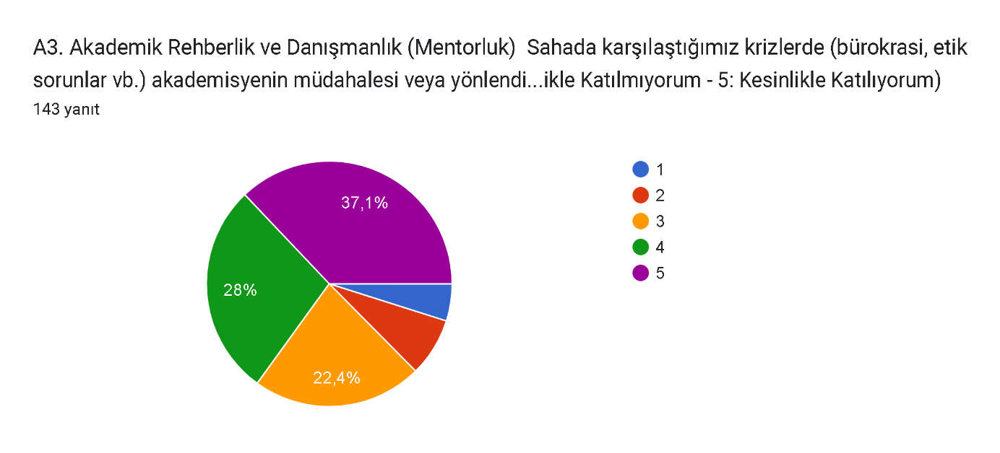 A3. Akademik Rehberlik ve Danışmanlık (Mentorluk)  Sahada karşılaştığımız krizlerde (bürokrasi, etik
sorunlar vb.) akademisyenin müdahalesi veya yönlendi...ikle Katılmıyorum - 5: Kesinlikle Katılıyorum)
143 yanıt
37,1%
28%
22,4%
1
2
3
4
5